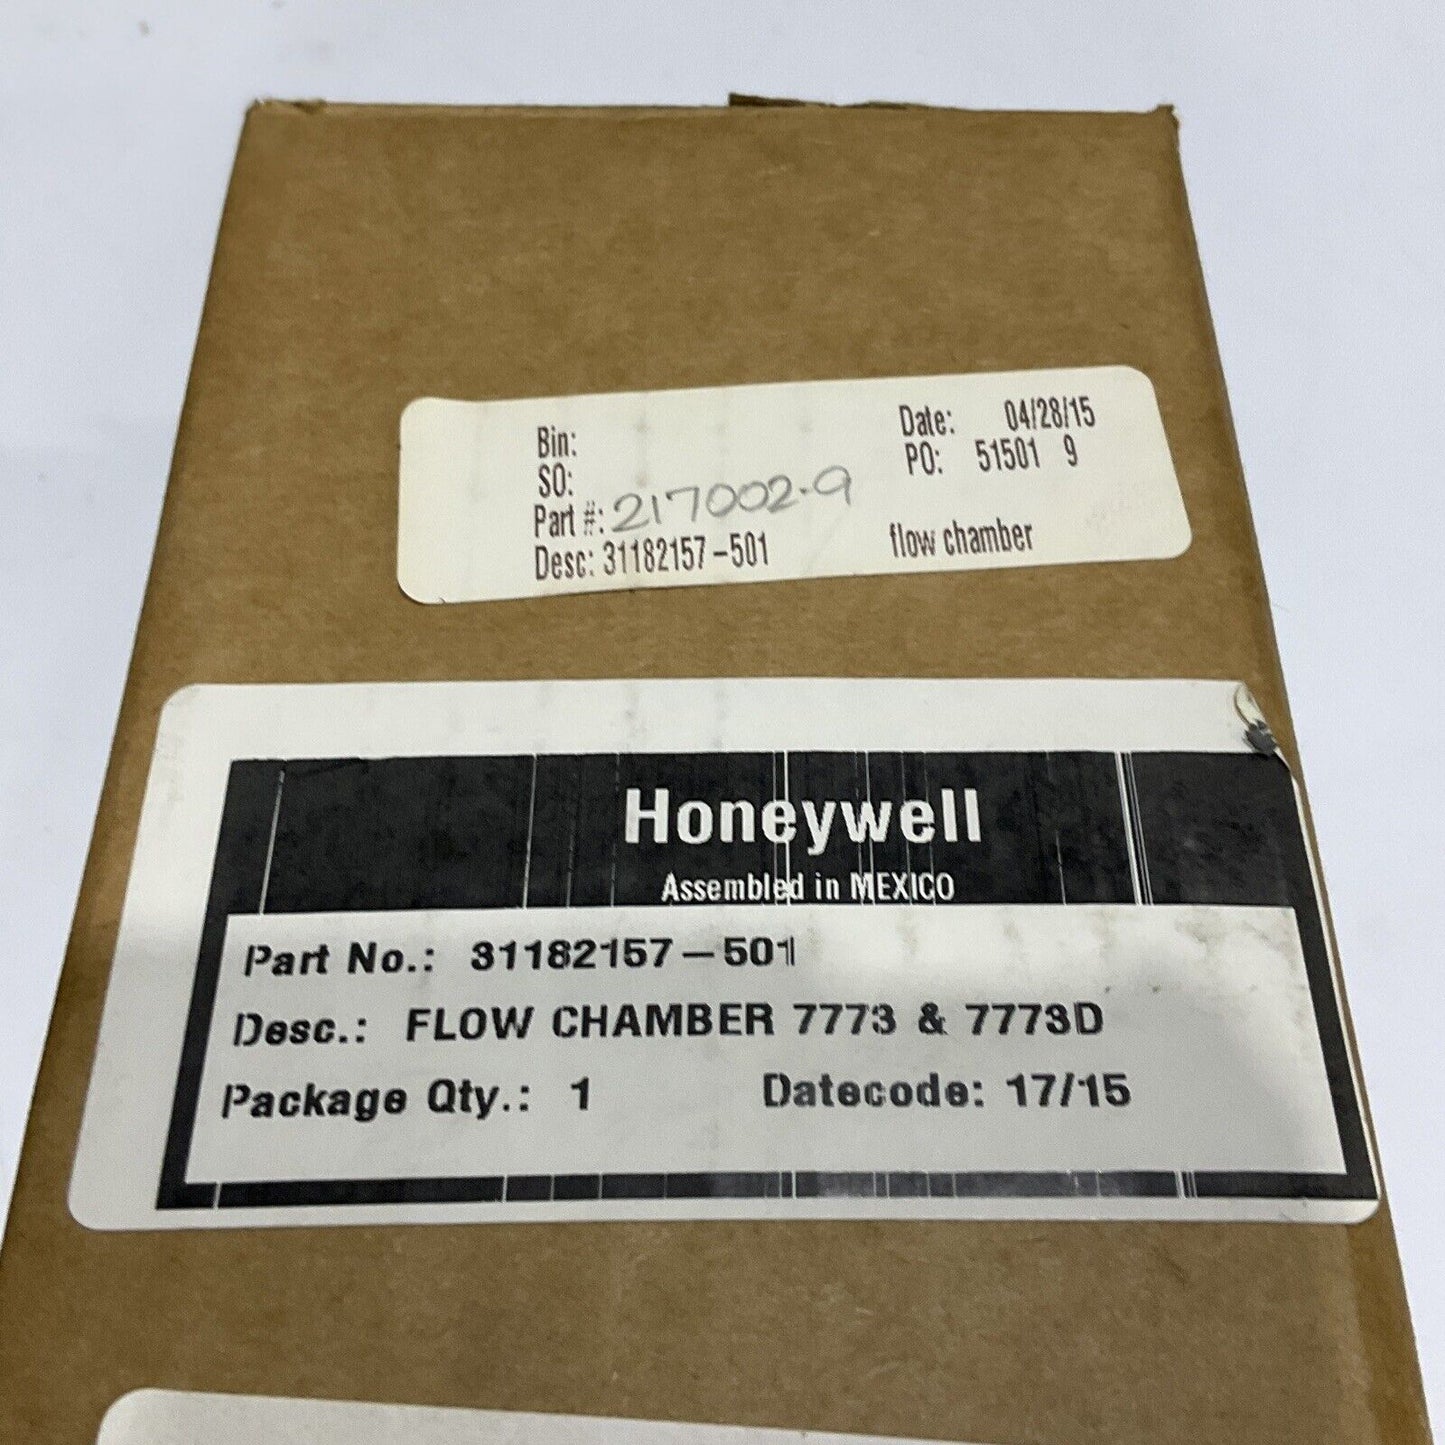 Bin:
Date: 04/28/15
SO:
PO: 51501 9
Part #: 217002-9
Desc: 31182157-501 flow chamber
Honeywell
Assembled in MEXICO
Part No.: 31182157-501
Desc.: FLOW CHAMBER 7773 & 7773D
Package Qty.: 1 Datecode: 17/15